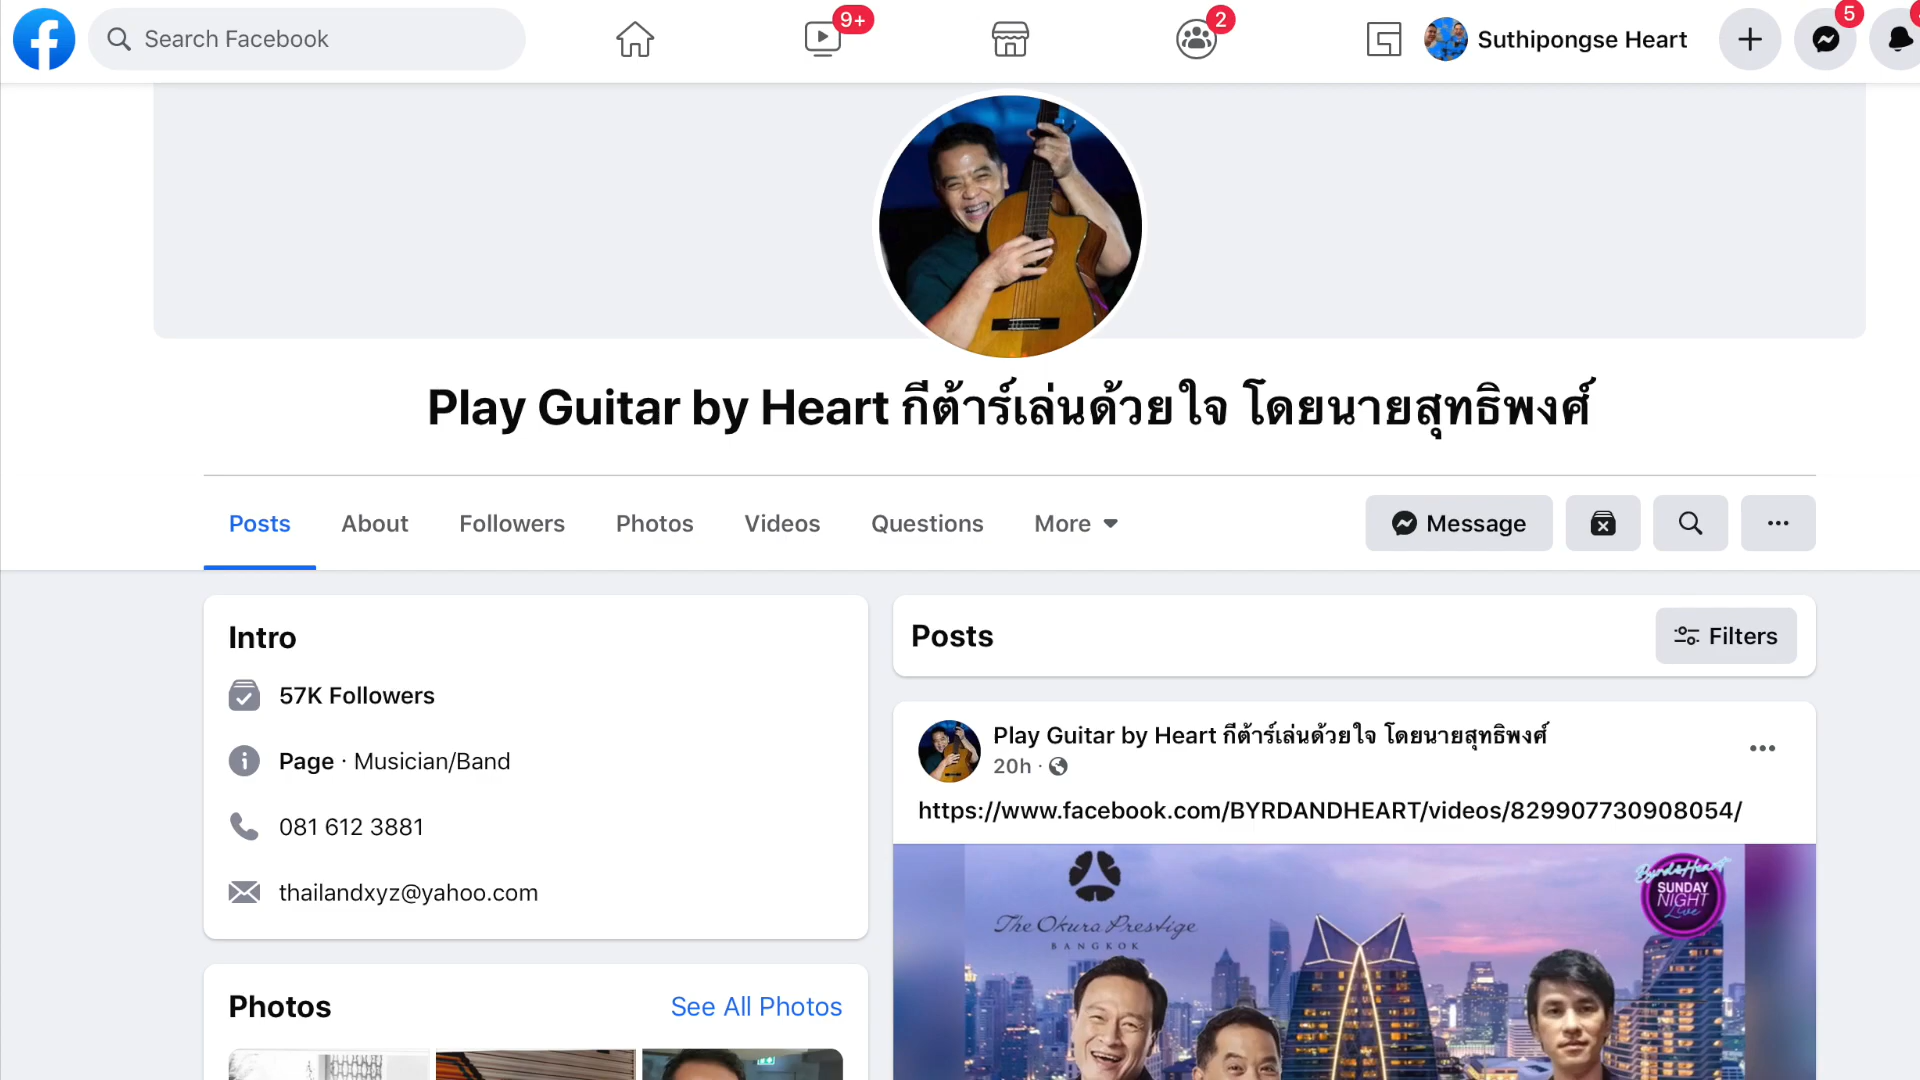 Search Facebook
9+
2
Suthipongse Heart
5
Play Guitar by Heart กีต้าร์เล่นด้วยใจ โดยนายสุทธิพงศ์
Posts
About
Followers
Photos
Videos
Questions
More
Message
Intro
57K Followers
Page · Musician/Band
081 612 3881
thailandxyz@yahoo.com
Photos
See All Photos
Posts
Filters
Play Guitar by Heart กีต้าร์เล่นด้วยใจ โดยนายสุทธิพงศ์
20h ·
https://www.facebook.com/BYRDANDHEART/videos/829907730908054/
The Okura Prestige
BANGKOK
Byrd&Heart
SUNDAY
NIGHT
Live